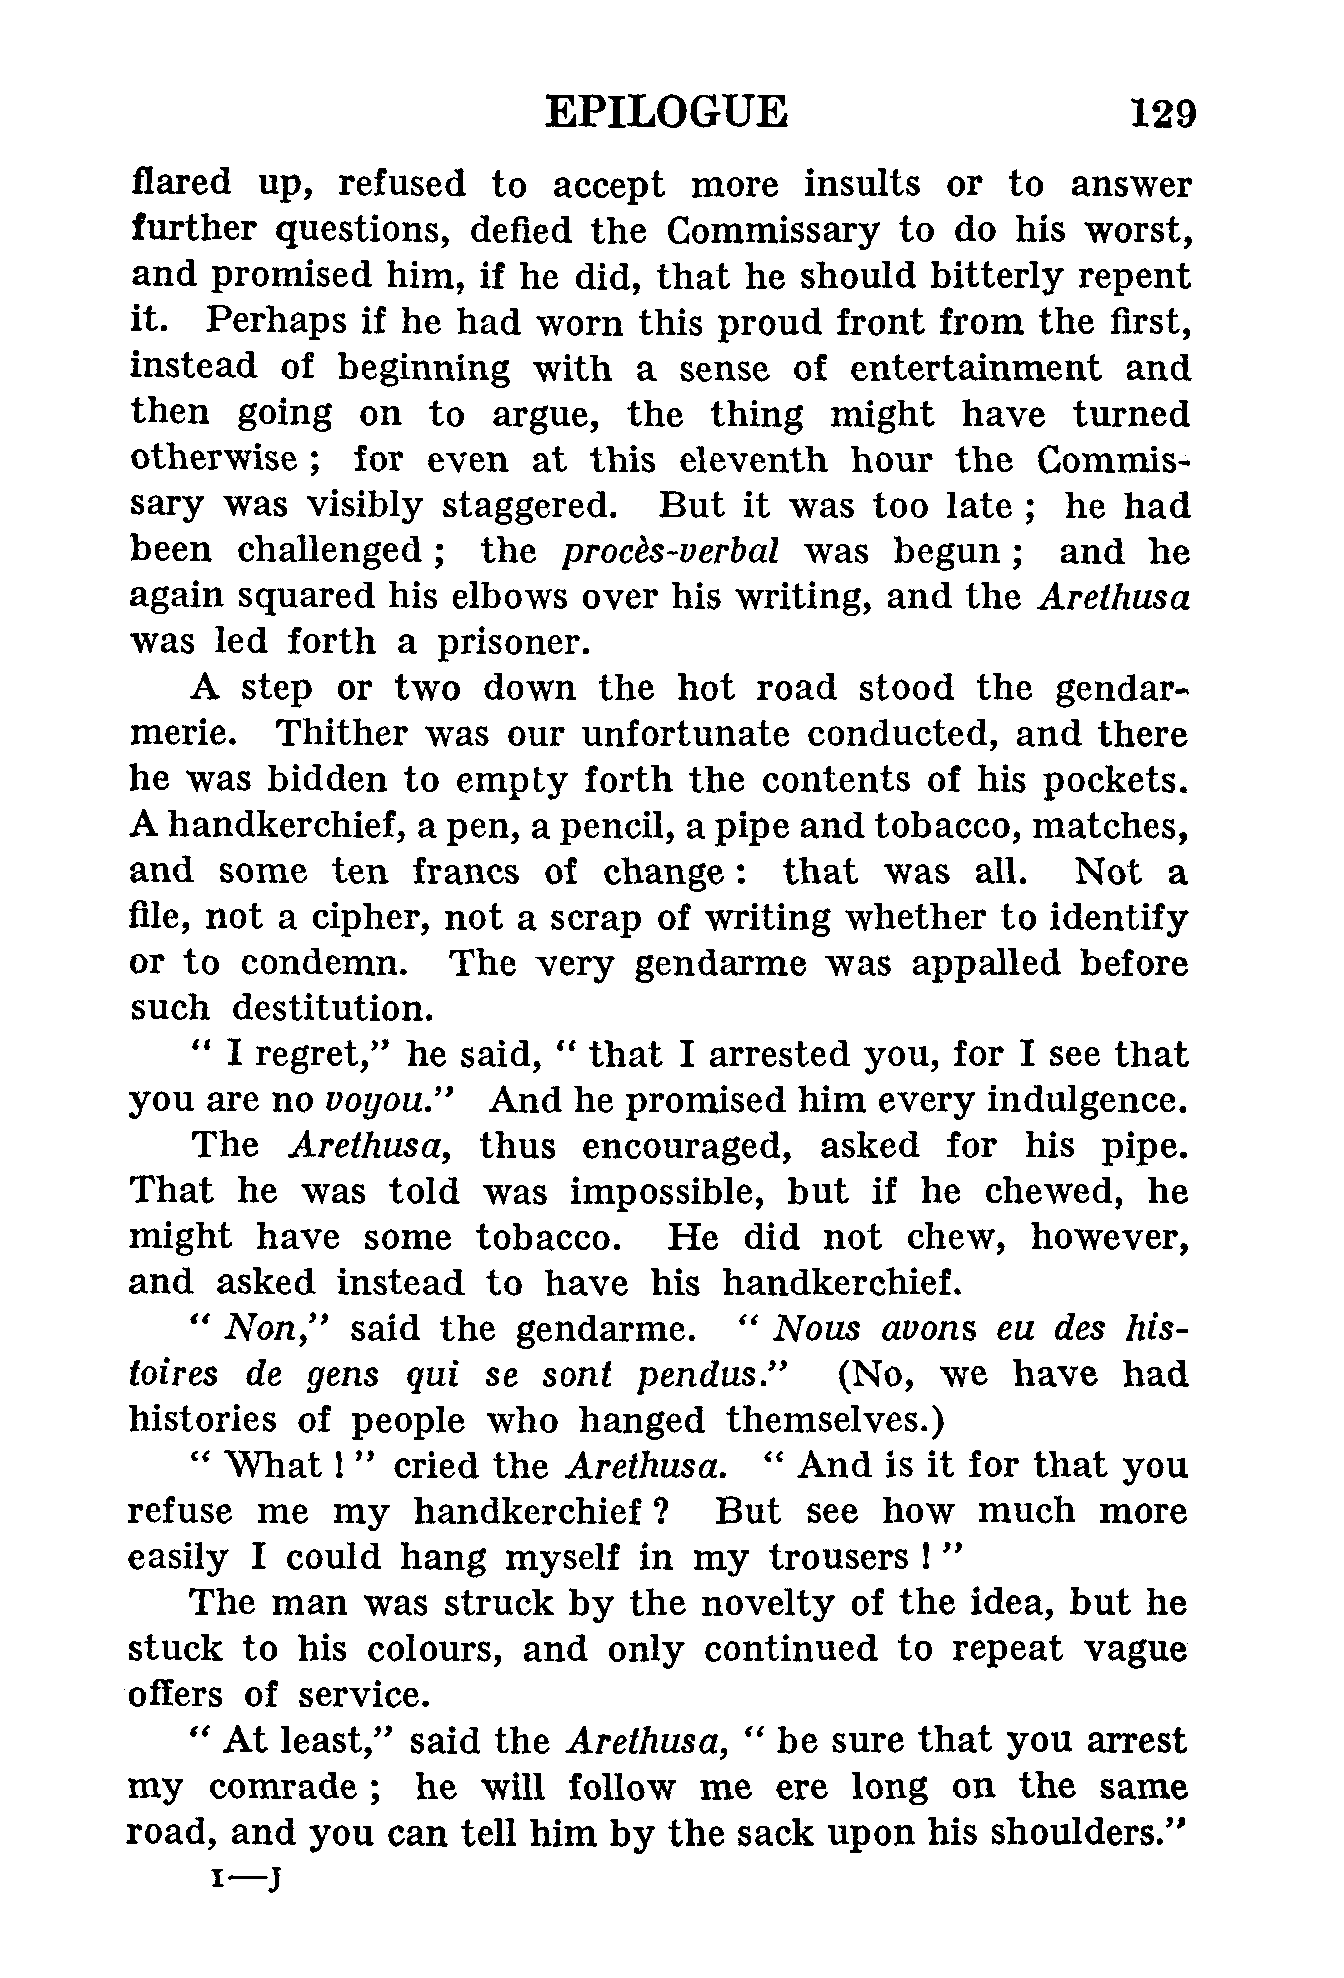 EPILOGUE 129
flared up, refused to accept more insults or to answer
further questions, defied the Commissary to do his worst,
and promised him, if he did, that he should bitterly repent
it. Perhaps if he had worn this proud front from the first,
instead of beginning with a sense of entertainment and
then going on to argue, the thing might have turned
otherwise ; for even at this eleventh hour the Commis-
sary was visibly staggered. But it was too late ; he had
been challenged ; the procès-verbal was begun ; and he
again squared his elbows over his writing, and the Arethusa
was led forth a prisoner.
A step or two down the hot road stood the gendar-
merie. Thither was our unfortunate conducted, and there
he was bidden to empty forth the contents of his pockets.
A handkerchief, a pen, a pencil, a pipe and tobacco, matches,
and some ten francs of change : that was all. Not a
file, not a cipher, not a scrap of writing whether to identify
or to condemn. The very gendarme was appalled before
such destitution.
“ I regret,” he said, “ that I arrested you, for I see that
you are no voyou.” And he promised him every indulgence.
The Arethusa, thus encouraged, asked for his pipe.
That he was told was impossible, but if he chewed, he
might have some tobacco. He did not chew, however,
and asked instead to have his handkerchief.
“ Non,” said the gendarme. “ Nous avons eu des his-
toires de gens qui se sont pendus.” (No, we have had
histories of people who hanged themselves.)
“ What ! ” cried the Arethusa. “ And is it for that you
refuse me my handkerchief ? But see how much more
easily I could hang myself in my trousers ! ”
The man was struck by the novelty of the idea, but he
stuck to his colours, and only continued to repeat vague
offers of service.
“ At least,” said the Arethusa, “ be sure that you arrest
my comrade ; he will follow me ere long on the same
road, and you can tell him by the sack upon his shoulders.”
I—J